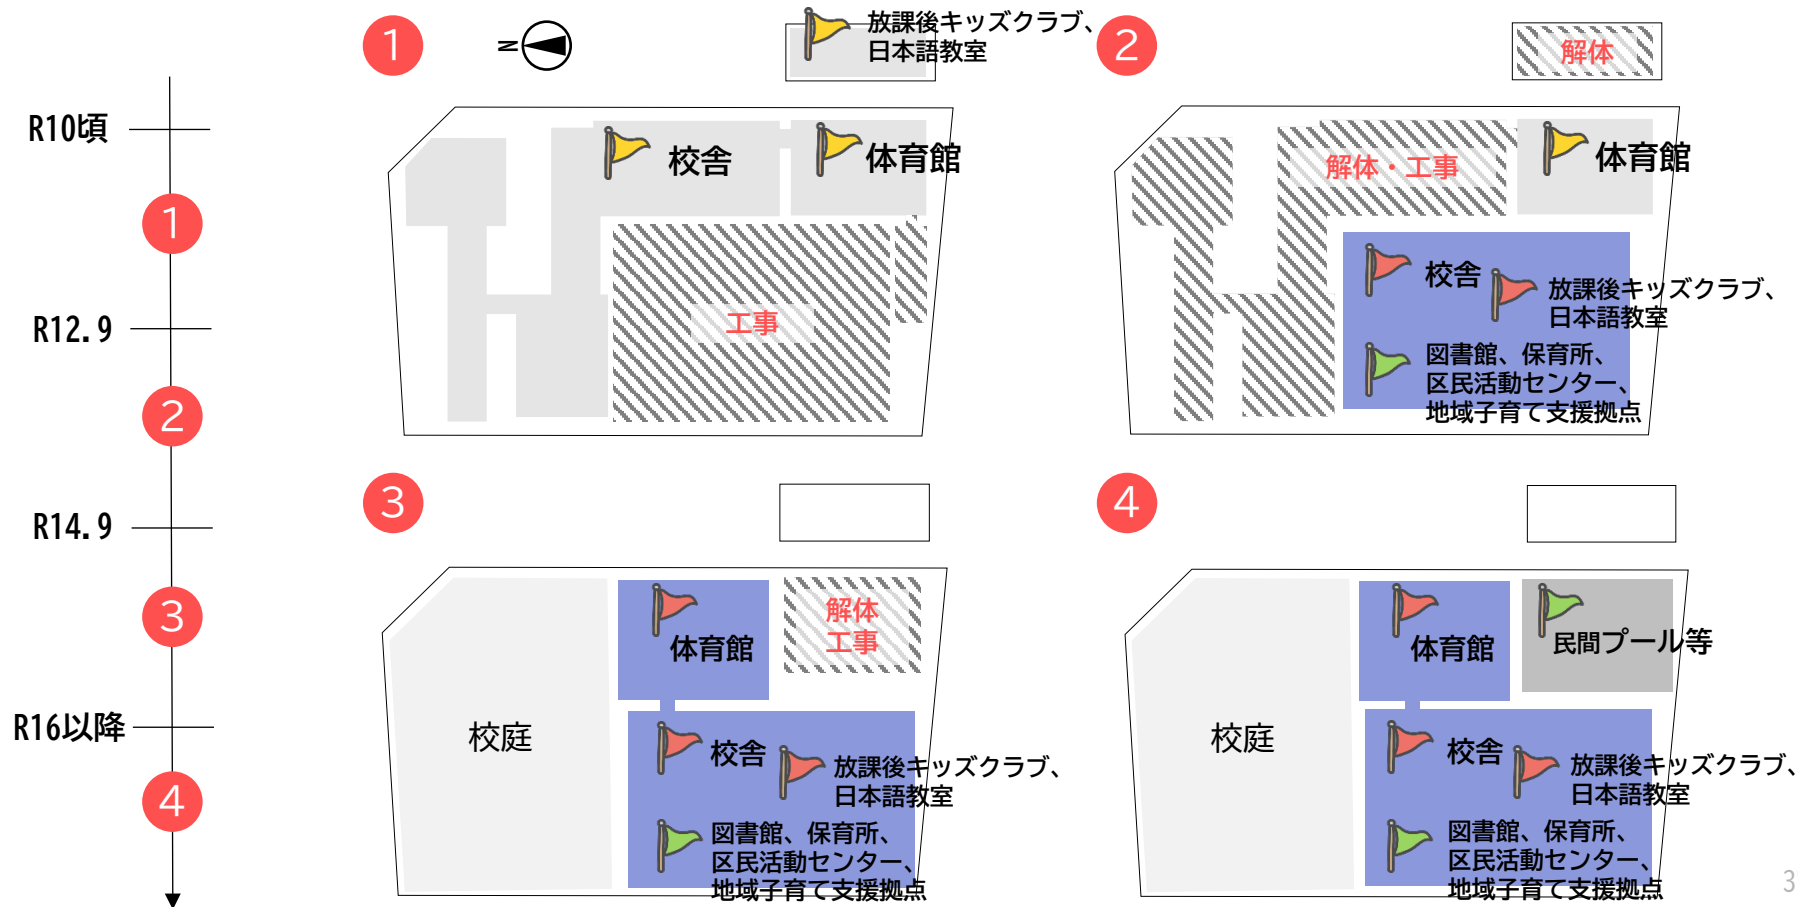 R10頃
1
R12.9
2
R14.9
3
R16以降
4
1
N
放課後キッズクラブ、
日本語教室
校舎
体育館
工事
2
解体
解体・工事
体育館
校舎
放課後キッズクラブ、
日本語教室
図書館、保育所、
区民活動センター、
地域子育て支援拠点
3
体育館
解体
工事
校庭
校舎
放課後キッズクラブ、
日本語教室
図書館、保育所、
区民活動センター、
地域子育て支援拠点
4
体育館
民間プール等
校庭
校舎
放課後キッズクラブ、
日本語教室
図書館、保育所、
区民活動センター、
地域子育て支援拠点
3